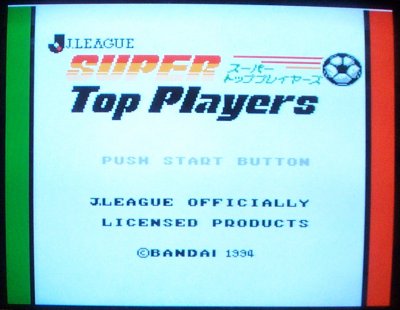 J.LEAGUE
SUPER
スーパー
トッププレイヤーズ
Top Players
PUSH START BUTTON
J.LEAGUE OFFICIALLY
LICENSED PRODUCTS
©BANDAI 1994